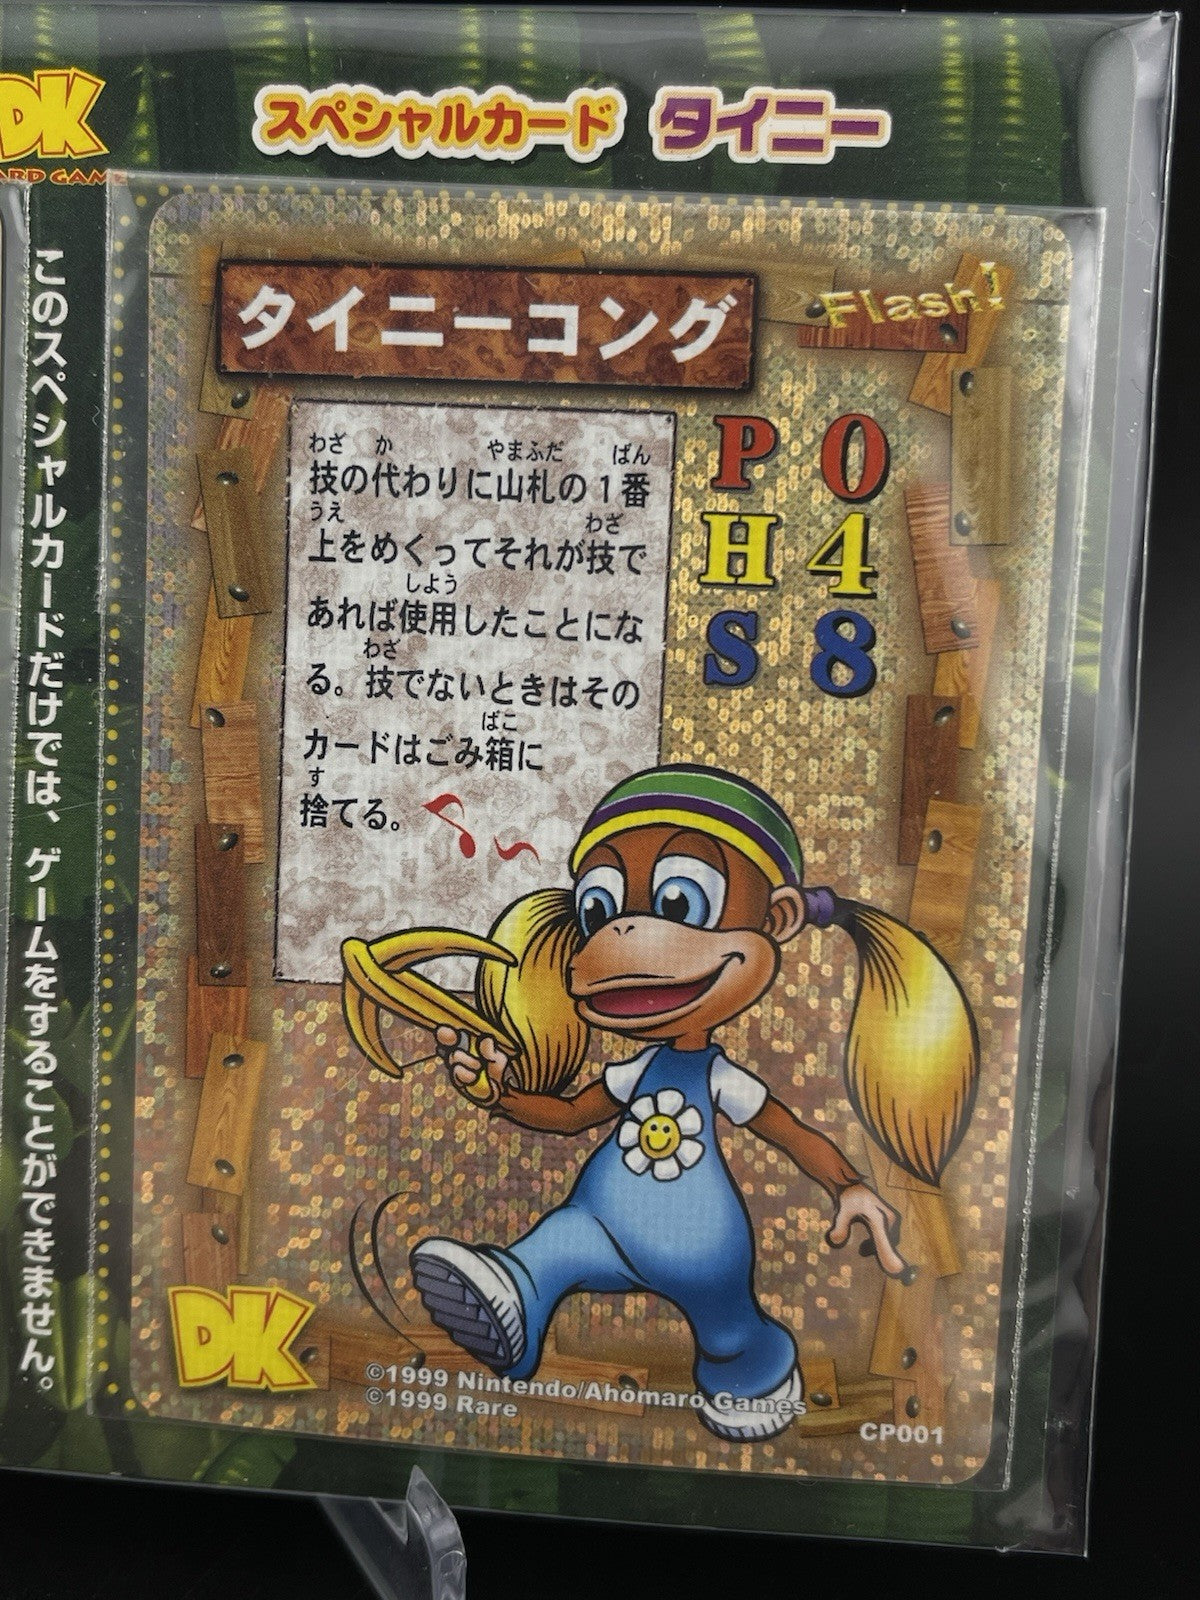 DK
CARD GAME
スペシャルカード タイニー
このスペシャルカードだけでは、ゲームをすることができません。
タイニーコング
Flash!
わざ か やまふだ ばん
技の代わりに山札の1番
うえ わざ
上をめくってそれが技で
しよう
あれば使用したことにな
わざ
る。技でないときはその
ばこ
カードはごみ箱に
す
捨てる。
P 0
H 4
S 8
DK
©1999 Nintendo/Ahomaro Games
©1999 Rare
CP001